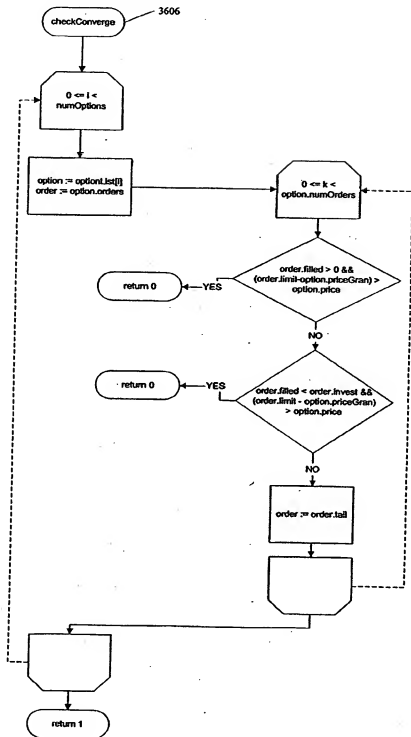 checkConverge
3606
0 <= i <
numOptions
option := optionList[i]
order := option.orders
0 <= k <
option.numOrders
order.filled > 0 &&
(order.limit-option.priceGran) >
option.price
YES
return 0
NO
order.filled < order.invest &&
(order.limit - option.priceGran)
> option.price
YES
return 0
NO
order := order.tail
return 1